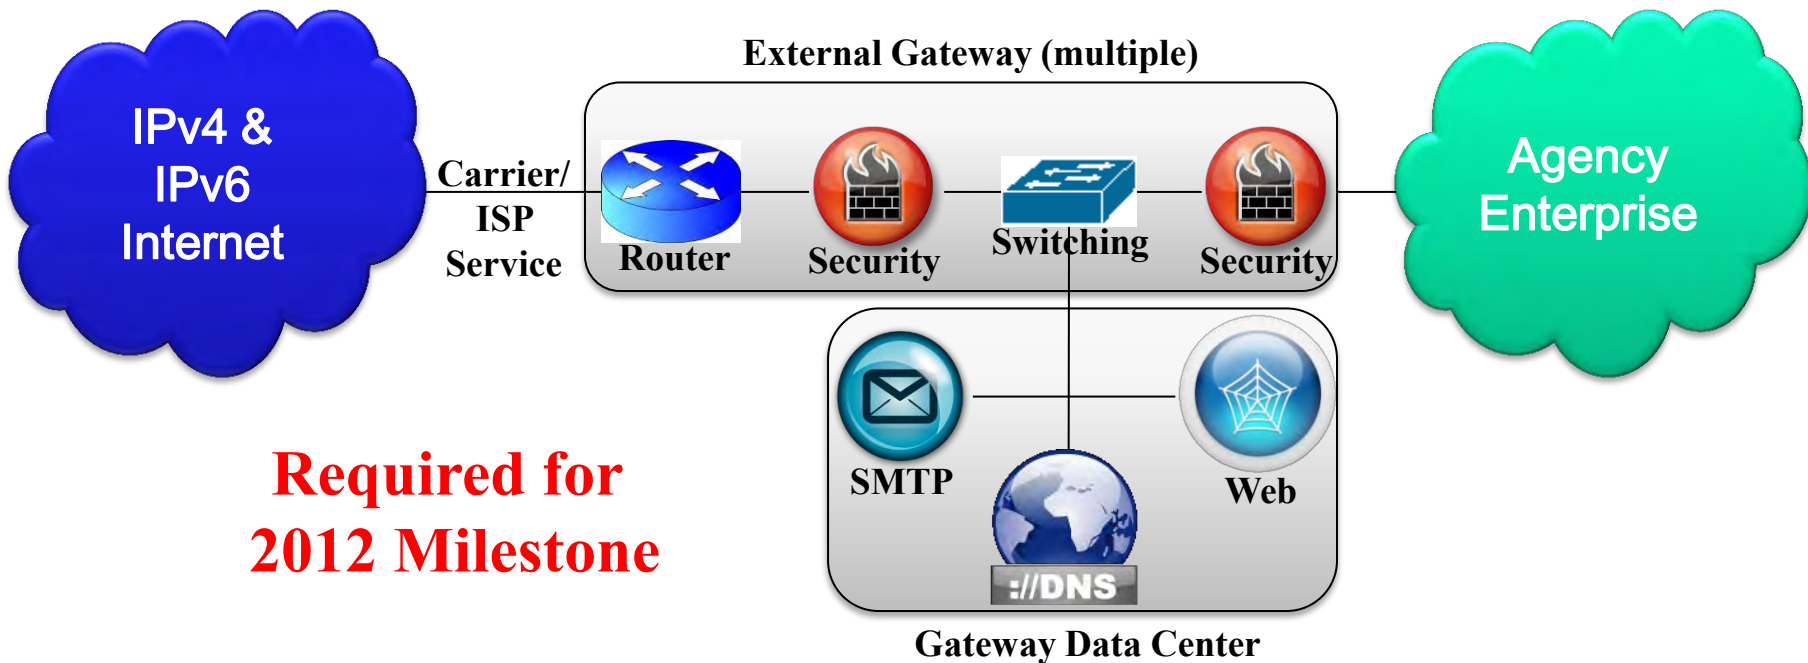 External Gateway (multiple)
IPv4 &
IPv6
Internet
Carrier/
ISP
Service
Router
Security
Switching
Security
Agency
Enterprise
SMTP
Web
://DNS
Required for
2012 Milestone
Gateway Data Center